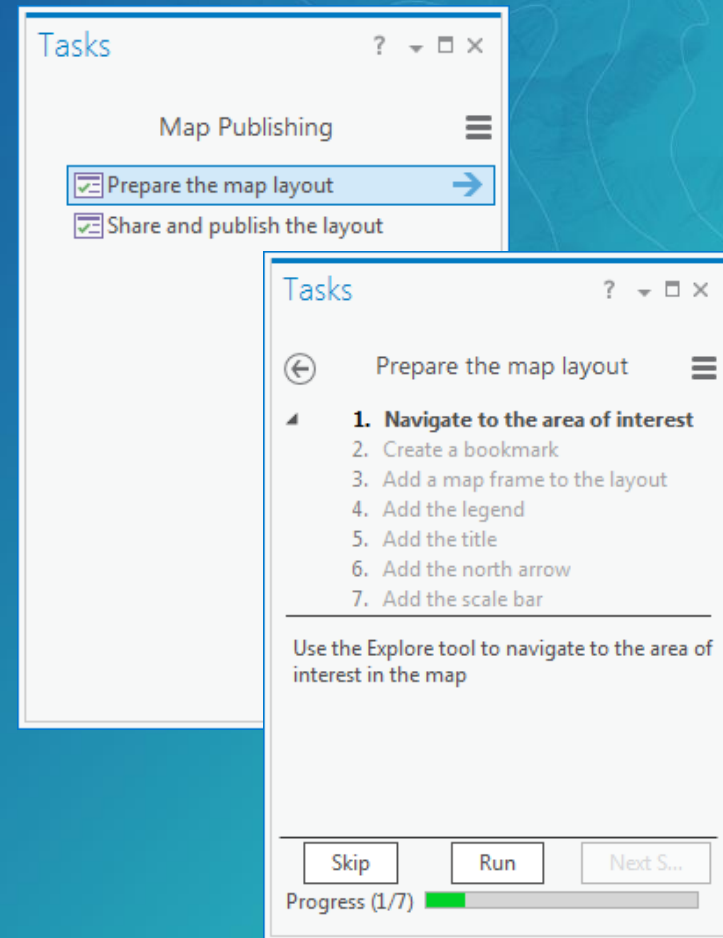 Tasks
?
Map Publishing
Prepare the map layout
Share and publish the layout
Tasks
?
Prepare the map layout
1. Navigate to the area of interest
2. Create a bookmark
3. Add a map frame to the layout
4. Add the legend
5. Add the title
6. Add the north arrow
7. Add the scale bar
Use the Explore tool to navigate to the area of
interest in the map
Skip Run Next S...
Progress (1/7)